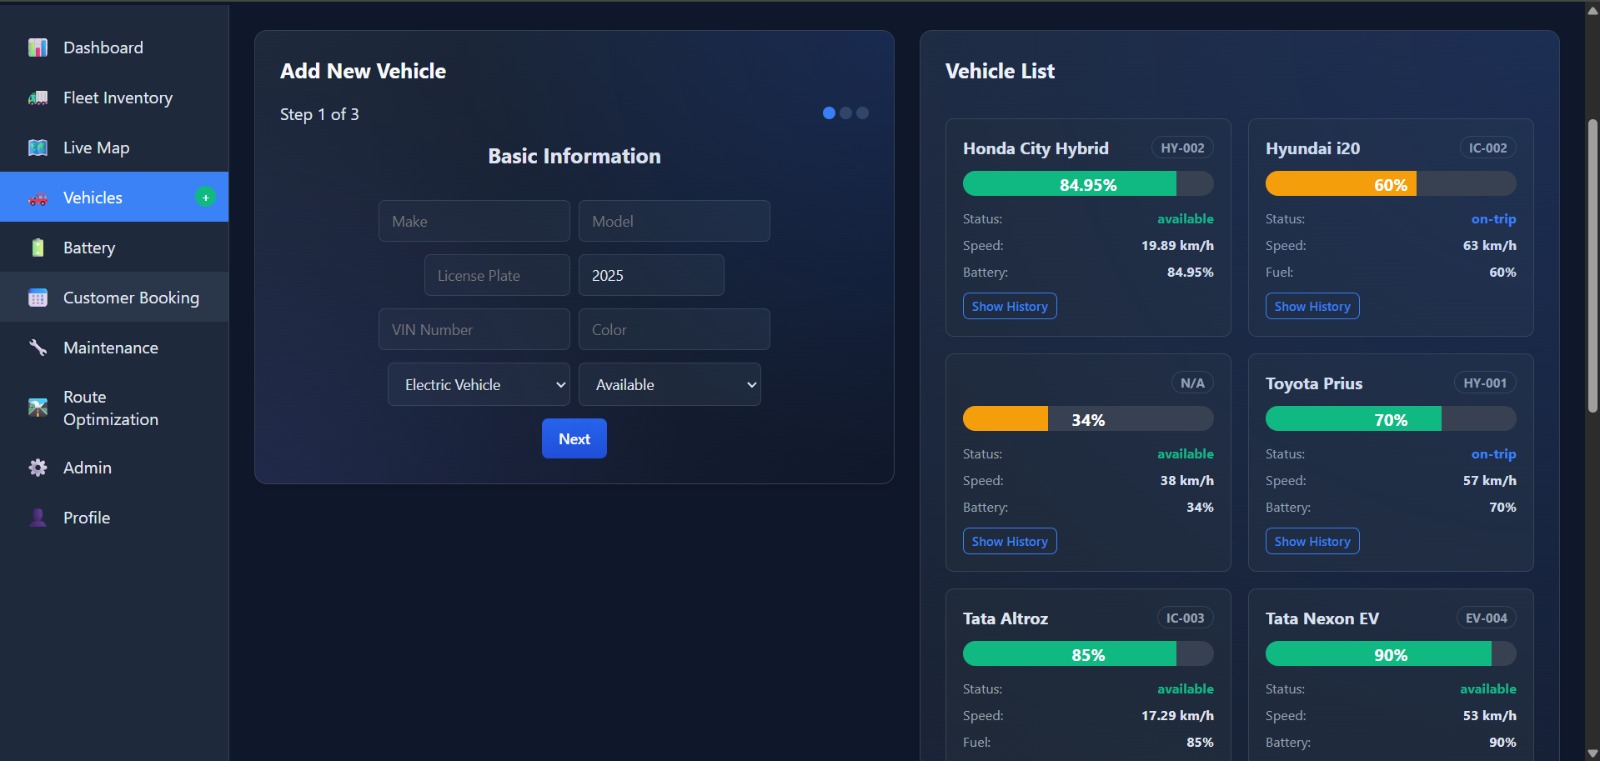 Dashboard
Fleet Inventory
Live Map
Vehicles +
Battery
Customer Booking
Maintenance
Route
Optimization
Admin
Profile
Add New Vehicle
Step 1 of 3
Basic Information
Make Model
License Plate 2025
VIN Number Color
Electric Vehicle Available
Next
Vehicle List
Honda City Hybrid HY-002
84.95%
Status: available
Speed: 19.89 km/h
Battery: 84.95%
Show History
Hyundai i20 IC-002
60%
Status: on-trip
Speed: 63 km/h
Fuel: 60%
Show History
N/A
34%
Status: available
Speed: 38 km/h
Battery: 34%
Show History
Toyota Prius HY-001
70%
Status: on-trip
Speed: 57 km/h
Battery: 70%
Show History
Tata Altroz IC-003
85%
Status: available
Speed: 17.29 km/h
Fuel: 85%
Tata Nexon EV EV-004
90%
Status: available
Speed: 53 km/h
Battery: 90%